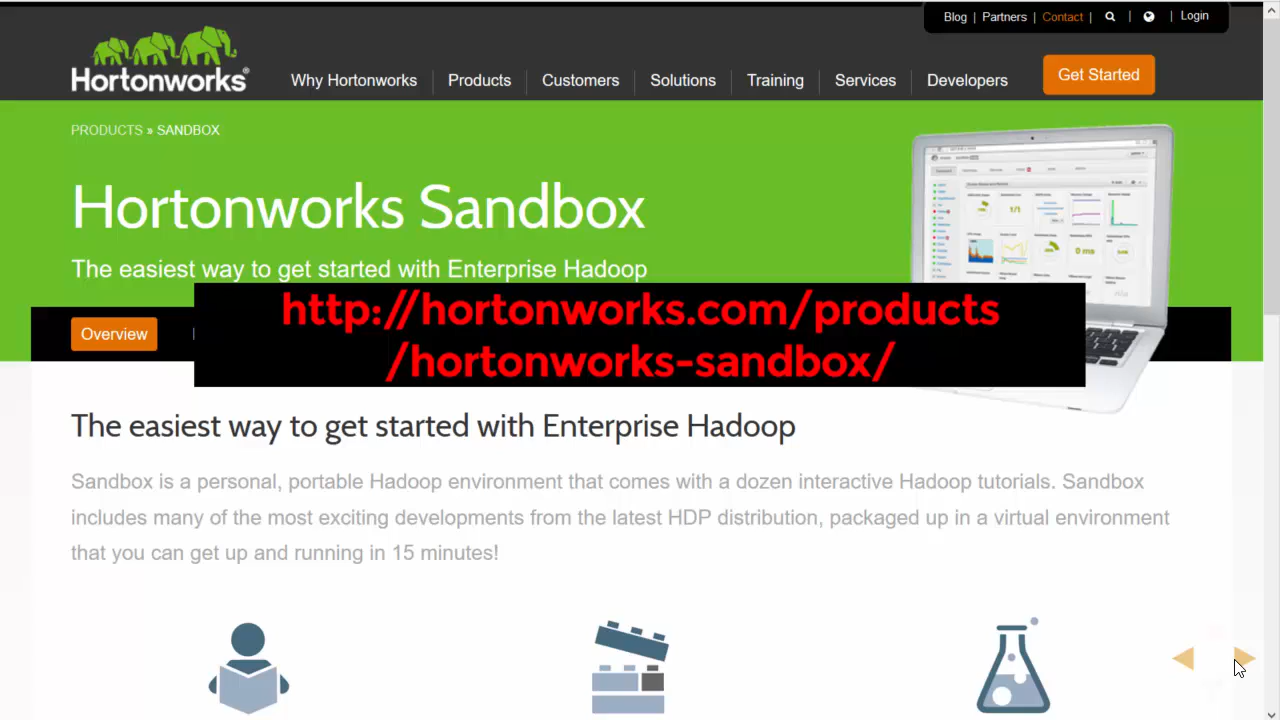 Blog | Partners | Contact | | | Login
Hortonworks
Why Hortonworks
Products
Customers
Solutions
Training
Services
Developers
Get Started
PRODUCTS » SANDBOX
Hortonworks Sandbox
The easiest way to get started with Enterprise Hadoop
http://hortonworks.com/products
/hortonworks-sandbox/
Overview
The easiest way to get started with Enterprise Hadoop
Sandbox is a personal, portable Hadoop environment that comes with a dozen interactive Hadoop tutorials. Sandbox
includes many of the most exciting developments from the latest HDP distribution, packaged up in a virtual environment
that you can get up and running in 15 minutes!